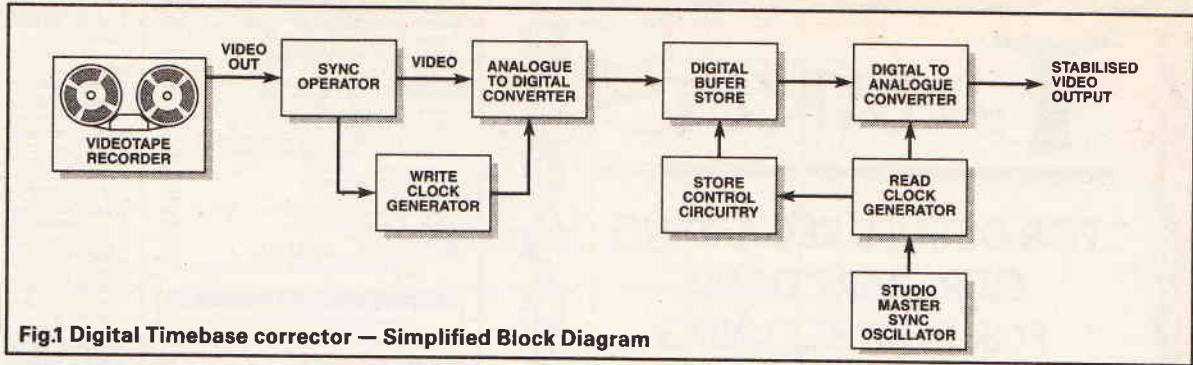 VIDEOTAPE
RECORDER
VIDEO
OUT
SYNC
OPERATOR
VIDEO
ANALOGUE
TO DIGITAL
CONVERTER
DIGITAL
BUFER
STORE
DIGTAL TO
ANALOGUE
CONVERTER
STABILISED
VIDEO
OUTPUT
WRITE
CLOCK
GENERATOR
STORE
CONTROL
CIRCUITRY
READ
CLOCK
GENERATOR
STUDIO
MASTER
SYNC
OSCILLATOR
Fig.1 Digital Timebase corrector — Simplified Block Diagram